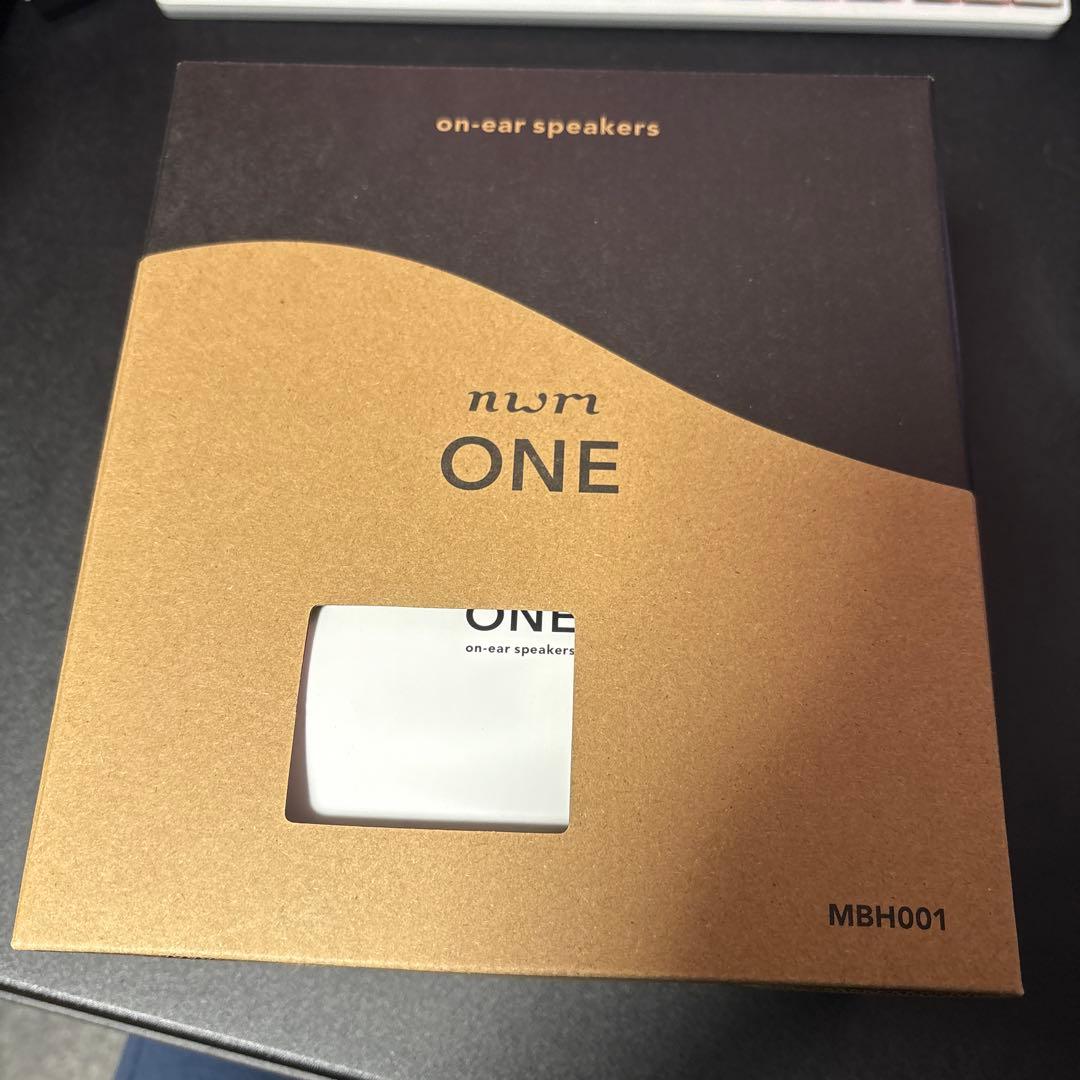 on-ear speakers
nwm
ONE
ONE
on-ear speakers
MBH001